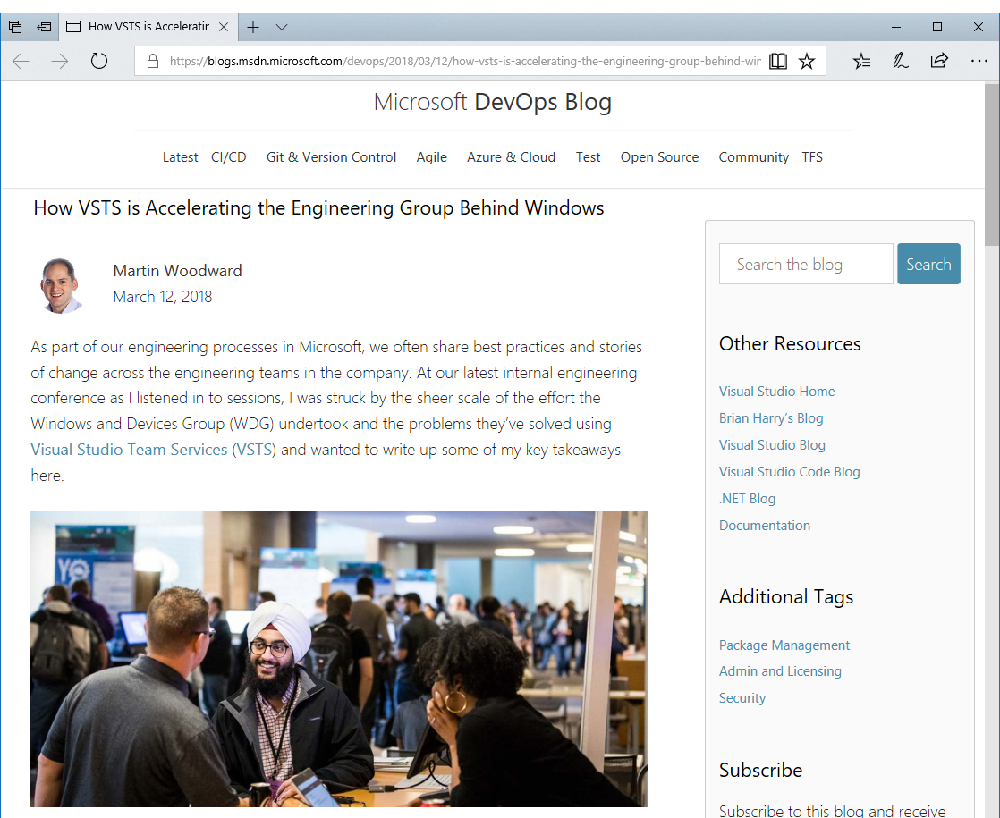 How VSTS is Acceleratir
https://blogs.msdn.microsoft.com/devops/2018/03/12/how-vsts-is-accelerating-the-engineering-group-behind-wir
Microsoft DevOps Blog
Latest CI/CD Git & Version Control Agile Azure & Cloud Test Open Source Community TFS
How VSTS is Accelerating the Engineering Group Behind Windows
Martin Woodward
March 12, 2018
As part of our engineering processes in Microsoft, we often share best practices and stories
of change across the engineering teams in the company. At our latest internal engineering
conference as I listened in to sessions, I was struck by the sheer scale of the effort the
Windows and Devices Group (WDG) undertook and the problems they’ve solved using
Visual Studio Team Services (VSTS) and wanted to write up some of my key takeaways
here.
YO
Search the blog Search
Other Resources
Visual Studio Home
Brian Harry’s Blog
Visual Studio Blog
Visual Studio Code Blog
.NET Blog
Documentation
Additional Tags
Package Management
Admin and Licensing
Security
Subscribe
Subscribe to this blog and receive